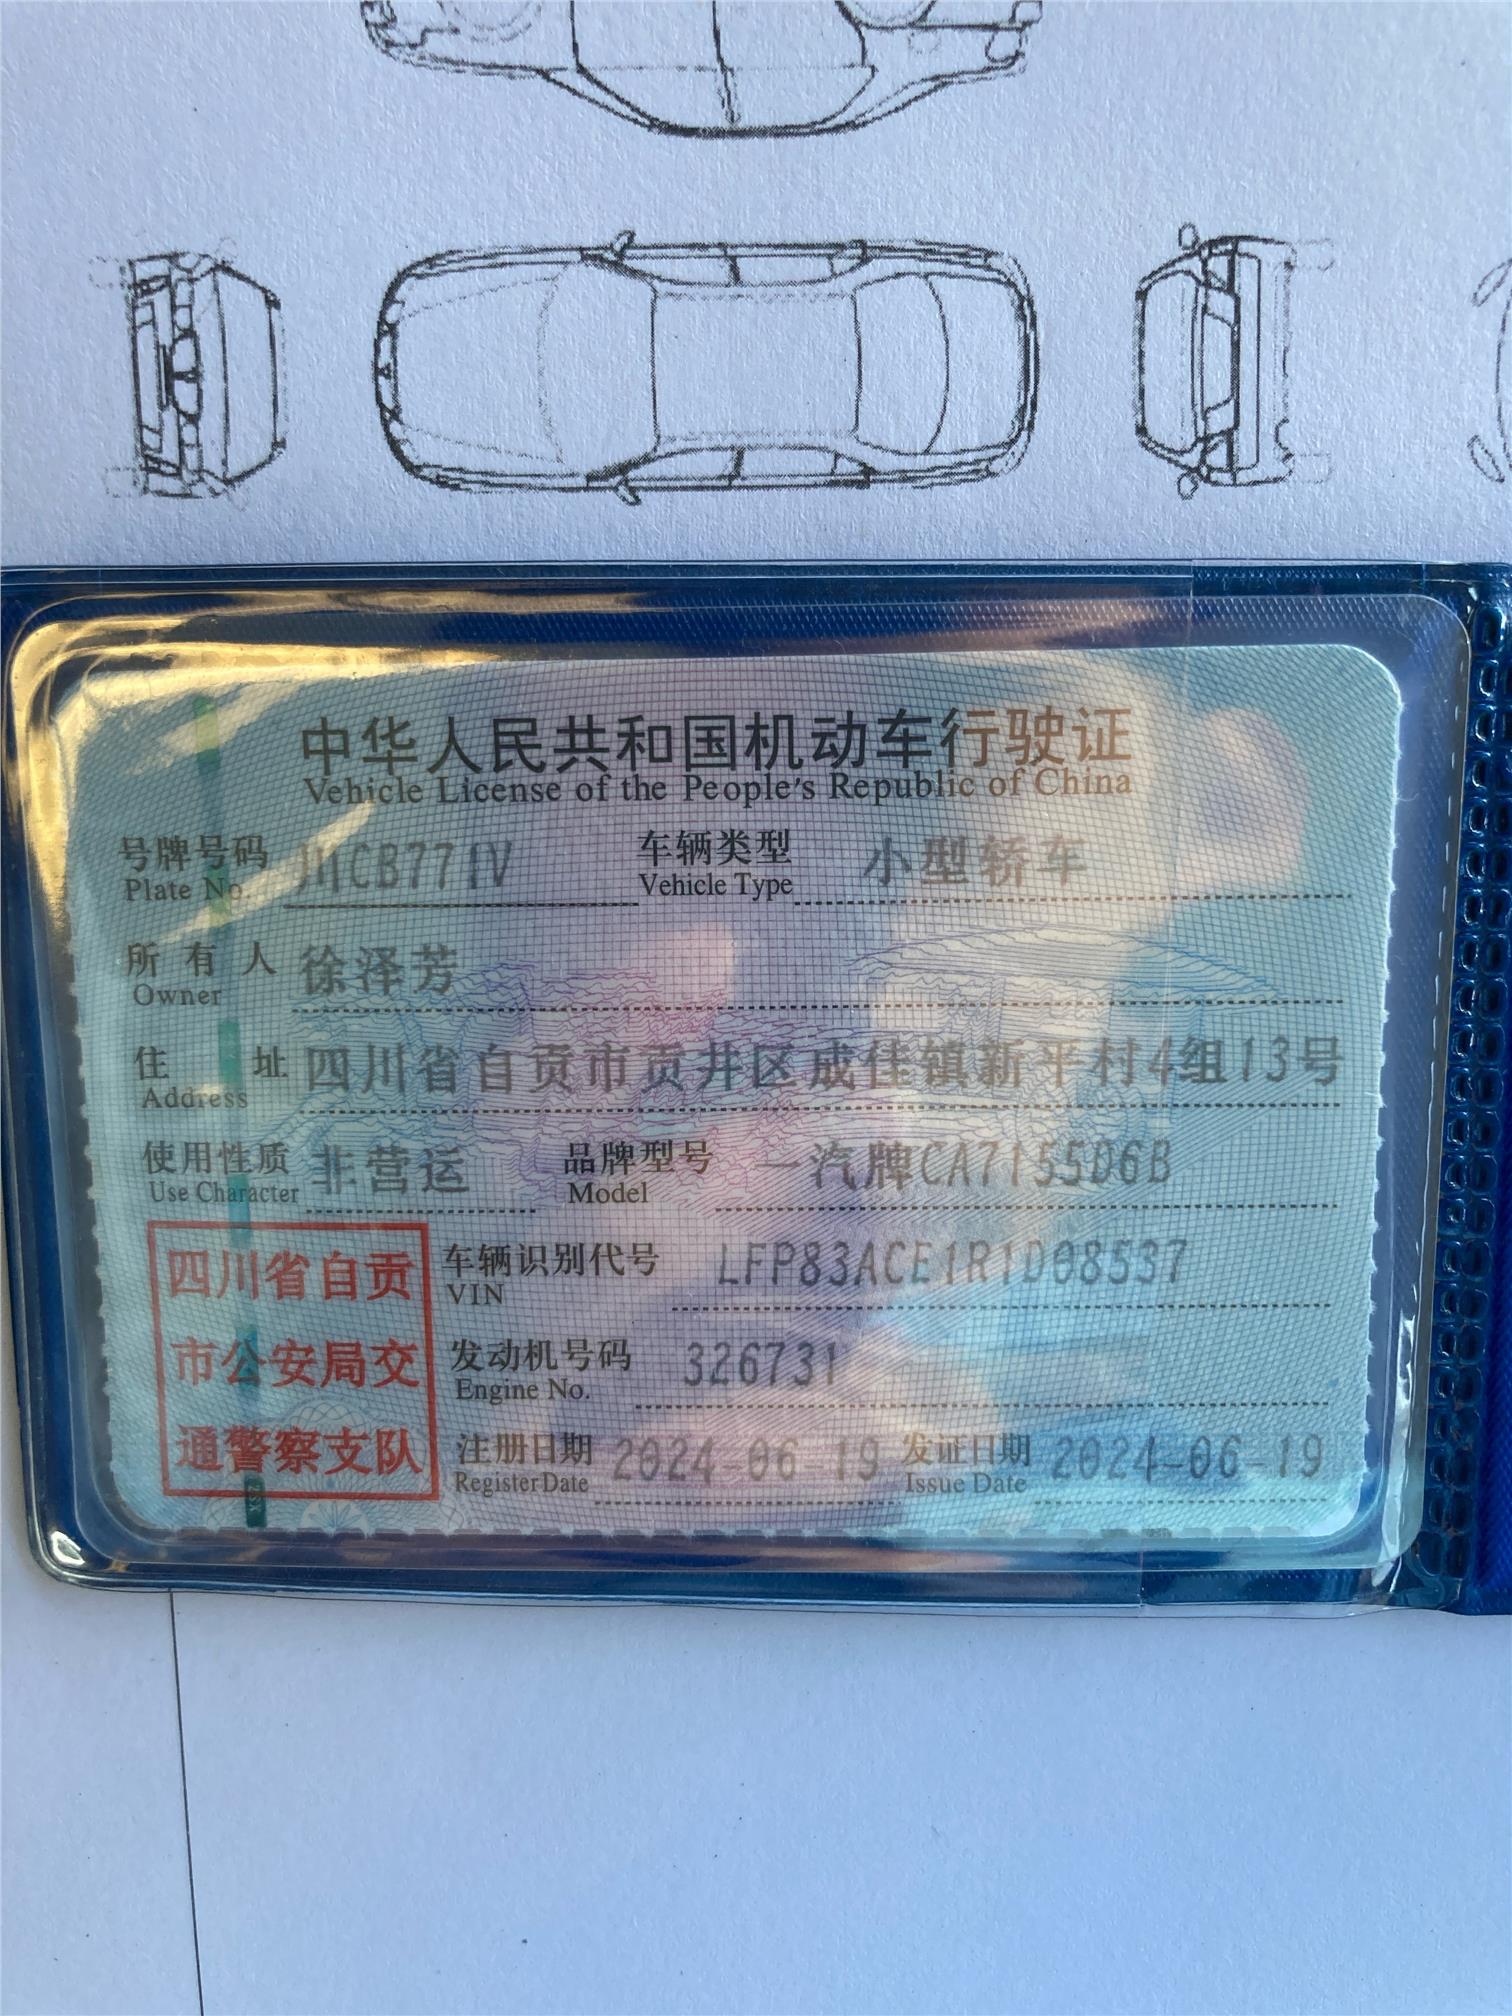 中华人民共和国机动车行驶证
Vehicle License of the People's Republic of China
号牌号码 川CB771V 车辆类型 小型轿车
Plate No. Vehicle Type
所有人 徐泽芳
Owner
住址 四川省自贡市贡井区成佳镇新平村4组13号
Address
使用性质 非营运 品牌型号 一汽牌CA7155D6B
Use Character Model
四川省自贡
市公安局交
通警察支队
车辆识别代号 LFP83ACE1R1D08537
VIN
发动机号码 326731
Engine No.
注册日期 2024-06-19 发证日期 2024-06-19
Register Date Issue Date